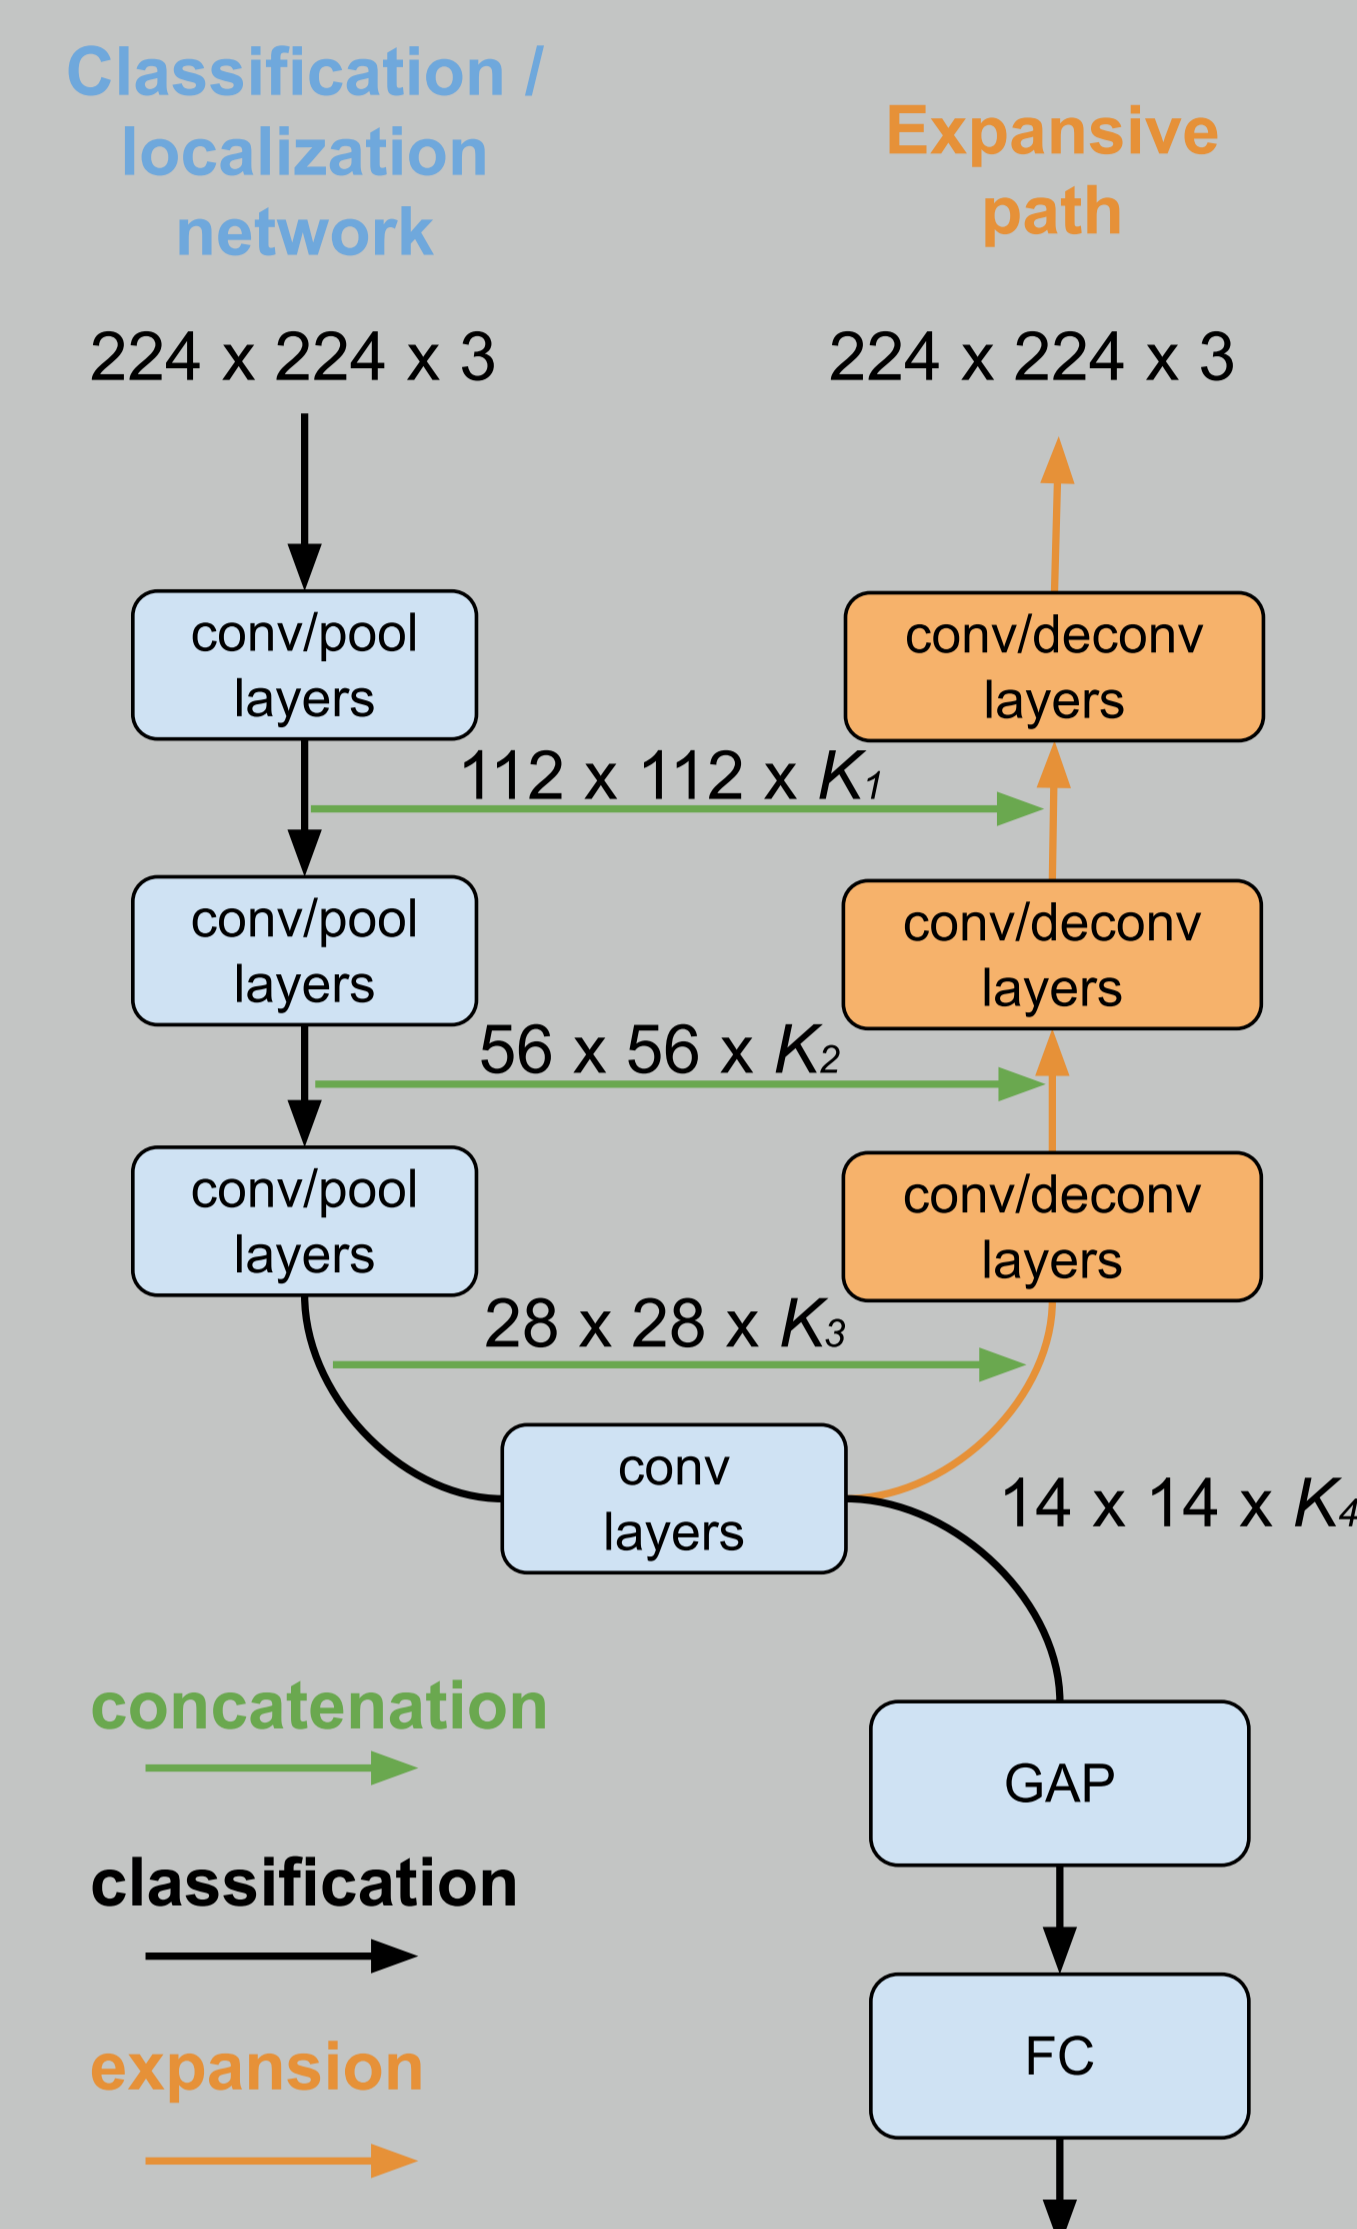 Classification /
localization
network
Expansive
path
224 x 224 x 3
224 x 224 x 3
conv/pool
layers
conv/deconv
layers
112 x 112 x K1
conv/pool
layers
conv/deconv
layers
56 x 56 x K2
conv/pool
layers
conv/deconv
layers
28 x 28 x K3
conv
layers
14 x 14 x K4
concatenation
GAP
classification
FC
expansion